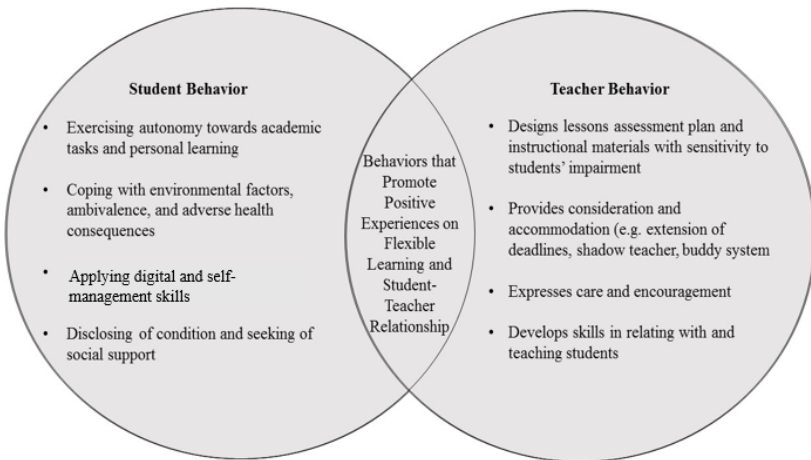 Student Behavior
• Exercising autonomy towards academic
tasks and personal learning
• Coping with environmental factors,
ambivalence, and adverse health
consequences
• Applying digital and self-
management skills
• Disclosing of condition and seeking of
social support
Behaviors that
Promote
Positive
Experiences on
Flexible
Learning and
Student-
Teacher
Relationship
Teacher Behavior
• Designs lessons assessment plan and
instructional materials with sensitivity to
students' impairment
• Provides consideration and
accommodation (e.g. extension of
deadlines, shadow teacher, buddy system
• Expresses care and encouragement
• Develops skills in relating with and
teaching students